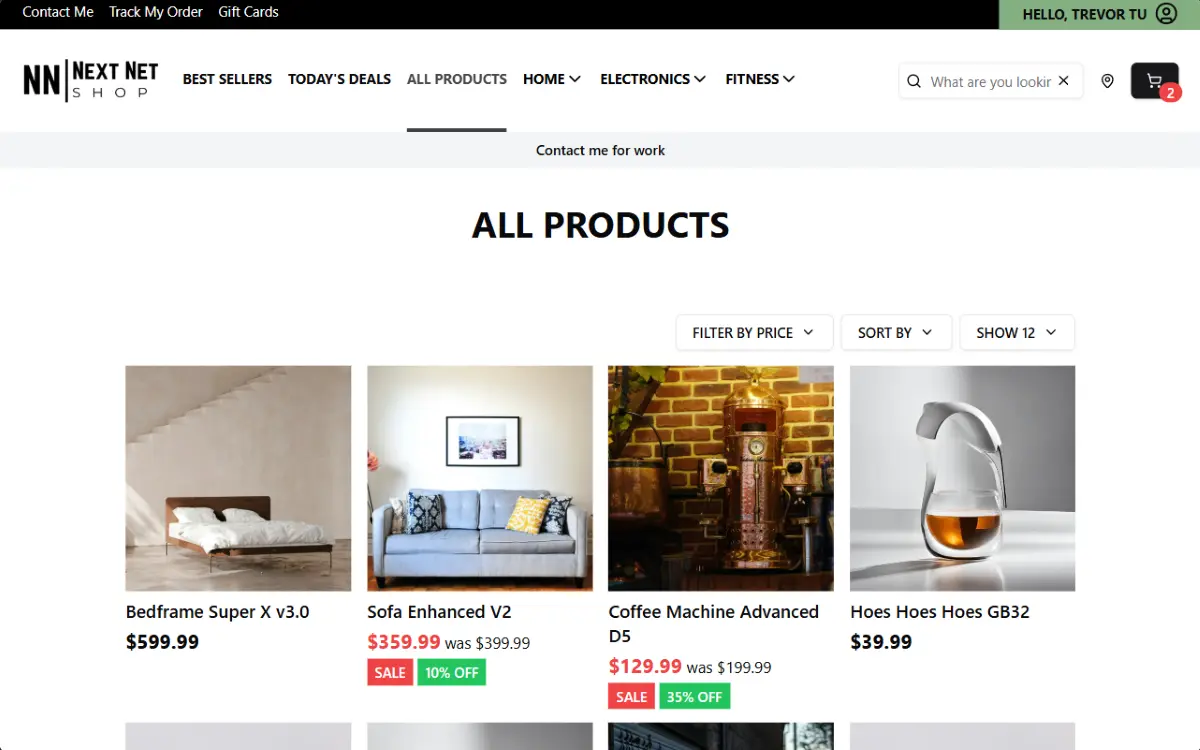 Contact Me Track My Order Gift Cards
HELLO, TREVOR TU
NN NEXT NET
SHOP
BEST SELLERS TODAY'S DEALS ALL PRODUCTS HOME ELECTRONICS FITNESS
What are you lookir
2
Contact me for work
ALL PRODUCTS
FILTER BY PRICE SORT BY SHOW 12
Bedframe Super X v3.0
$599.99
Sofa Enhanced V2
$359.99 was $399.99
SALE 10% OFF
Coffee Machine Advanced
D5
$129.99 was $199.99
SALE 35% OFF
Hoes Hoes Hoes GB32
$39.99